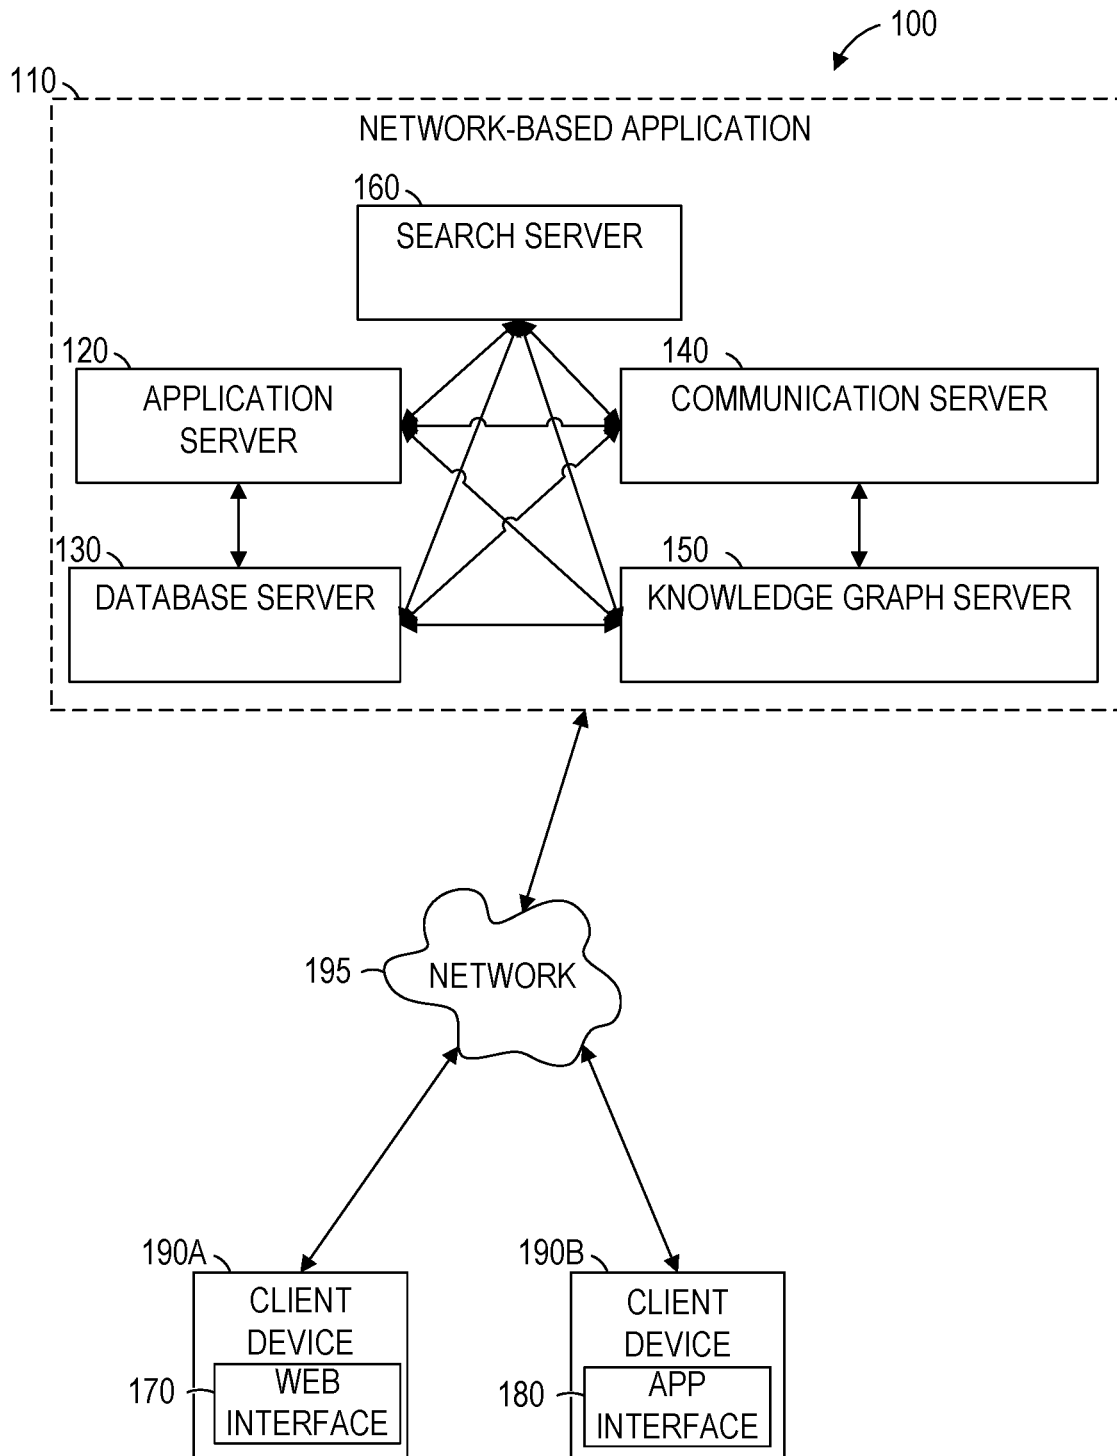 100
110
NETWORK-BASED APPLICATION
160
SEARCH SERVER
120
APPLICATION
SERVER
140
COMMUNICATION SERVER
130
DATABASE SERVER
150
KNOWLEDGE GRAPH SERVER
195
NETWORK
190A
CLIENT
DEVICE
170
WEB
INTERFACE
190B
CLIENT
DEVICE
180
APP
INTERFACE